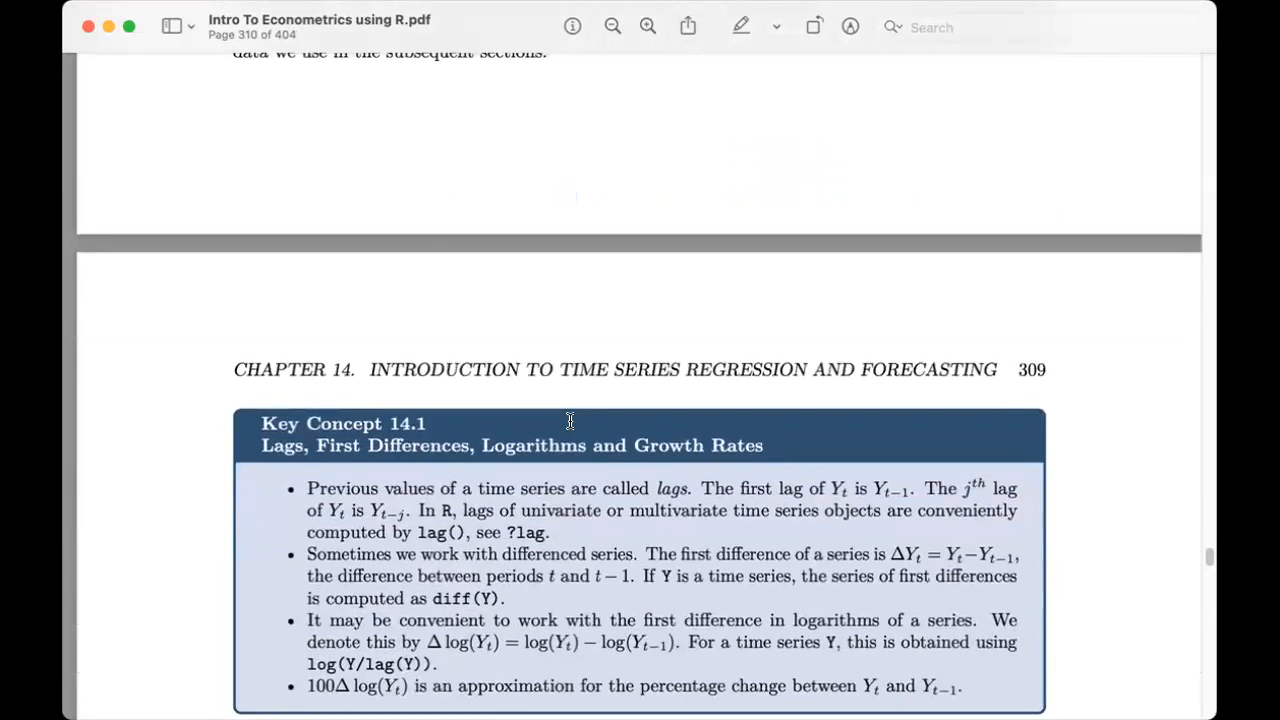 Intro To Econometrics using R.pdf
Page 310 of 404
Search
data we use in the subsequent sections.
CHAPTER 14. INTRODUCTION TO TIME SERIES REGRESSION AND FORECASTING 309
Key Concept 14.1
Lags, First Differences, Logarithms and Growth Rates
• Previous values of a time series are called lags. The first lag of Yₜ is Yₜ₋₁. The jᵗʰ lag
of Yₜ is Yₜ₋ⱼ. In R, lags of univariate or multivariate time series objects are conveniently
computed by lag(), see ?lag.
• Sometimes we work with differenced series. The first difference of a series is ΔYₜ = Yₜ−Yₜ₋₁,
the difference between periods t and t − 1. If Y is a time series, the series of first differences
is computed as diff(Y).
• It may be convenient to work with the first difference in logarithms of a series. We
denote this by Δ log(Yₜ) = log(Yₜ) − log(Yₜ₋₁). For a time series Y, this is obtained using
log(Y/lag(Y)).
• 100Δ log(Yₜ) is an approximation for the percentage change between Yₜ and Yₜ₋₁.